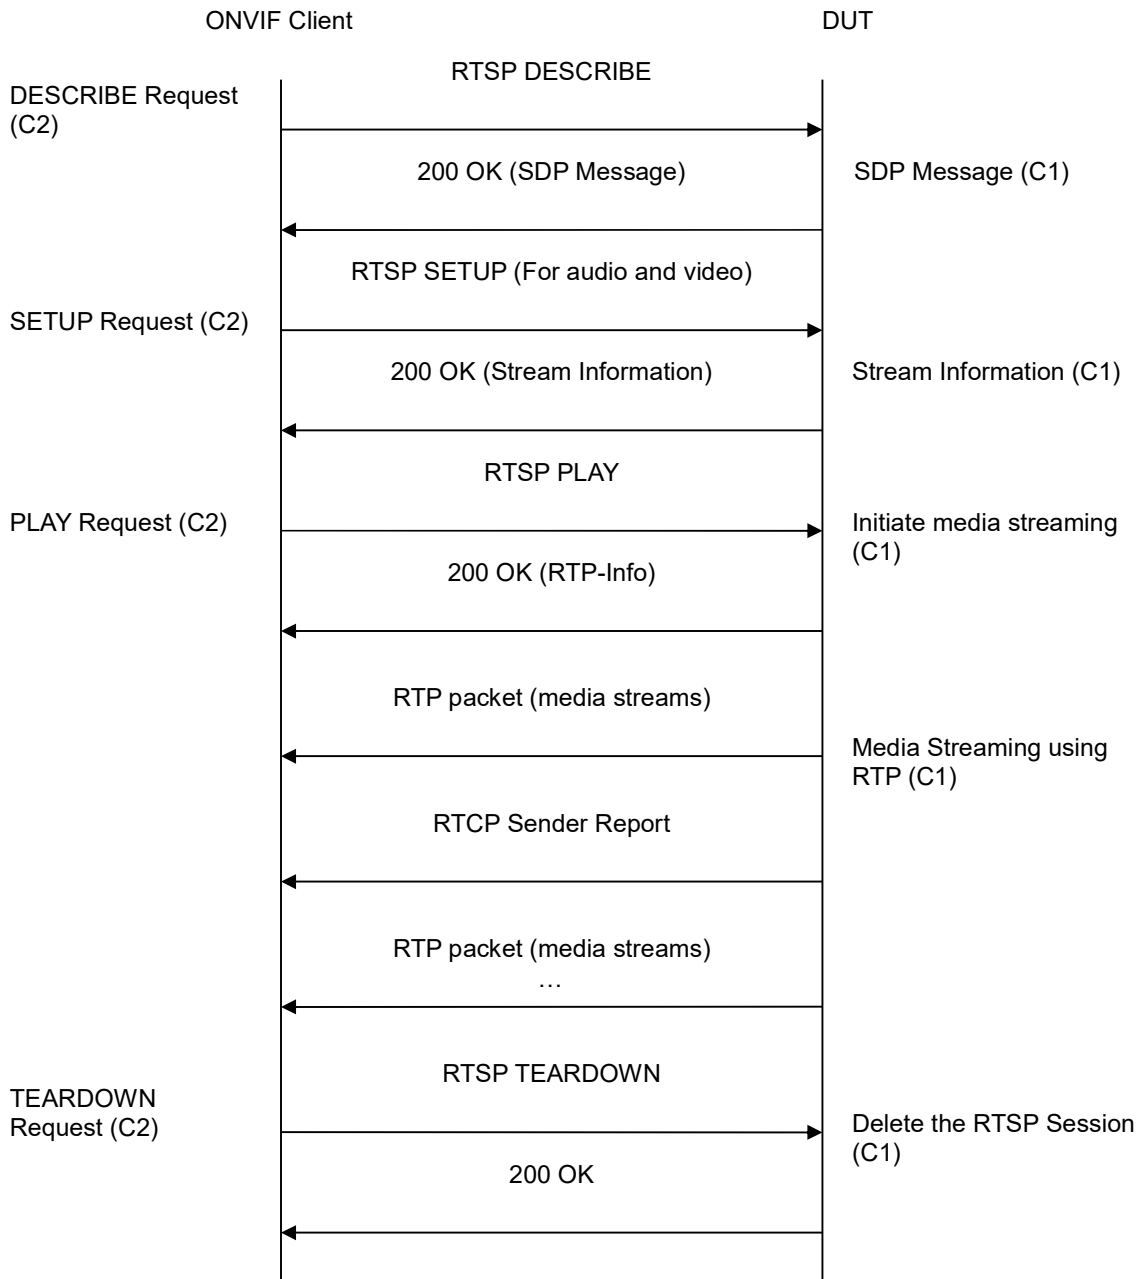 ONVIF Client
DUT
RTSP DESCRIBE
DESCRIBE Request
(C2)
200 OK (SDP Message)
SDP Message (C1)
RTSP SETUP (For audio and video)
SETUP Request (C2)
200 OK (Stream Information)
Stream Information (C1)
RTSP PLAY
PLAY Request (C2)
Initiate media streaming
(C1)
200 OK (RTP-Info)
RTP packet (media streams)
Media Streaming using
RTP (C1)
RTCP Sender Report
RTP packet (media streams)
…
RTSP TEARDOWN
TEARDOWN
Request (C2)
Delete the RTSP Session
(C1)
200 OK